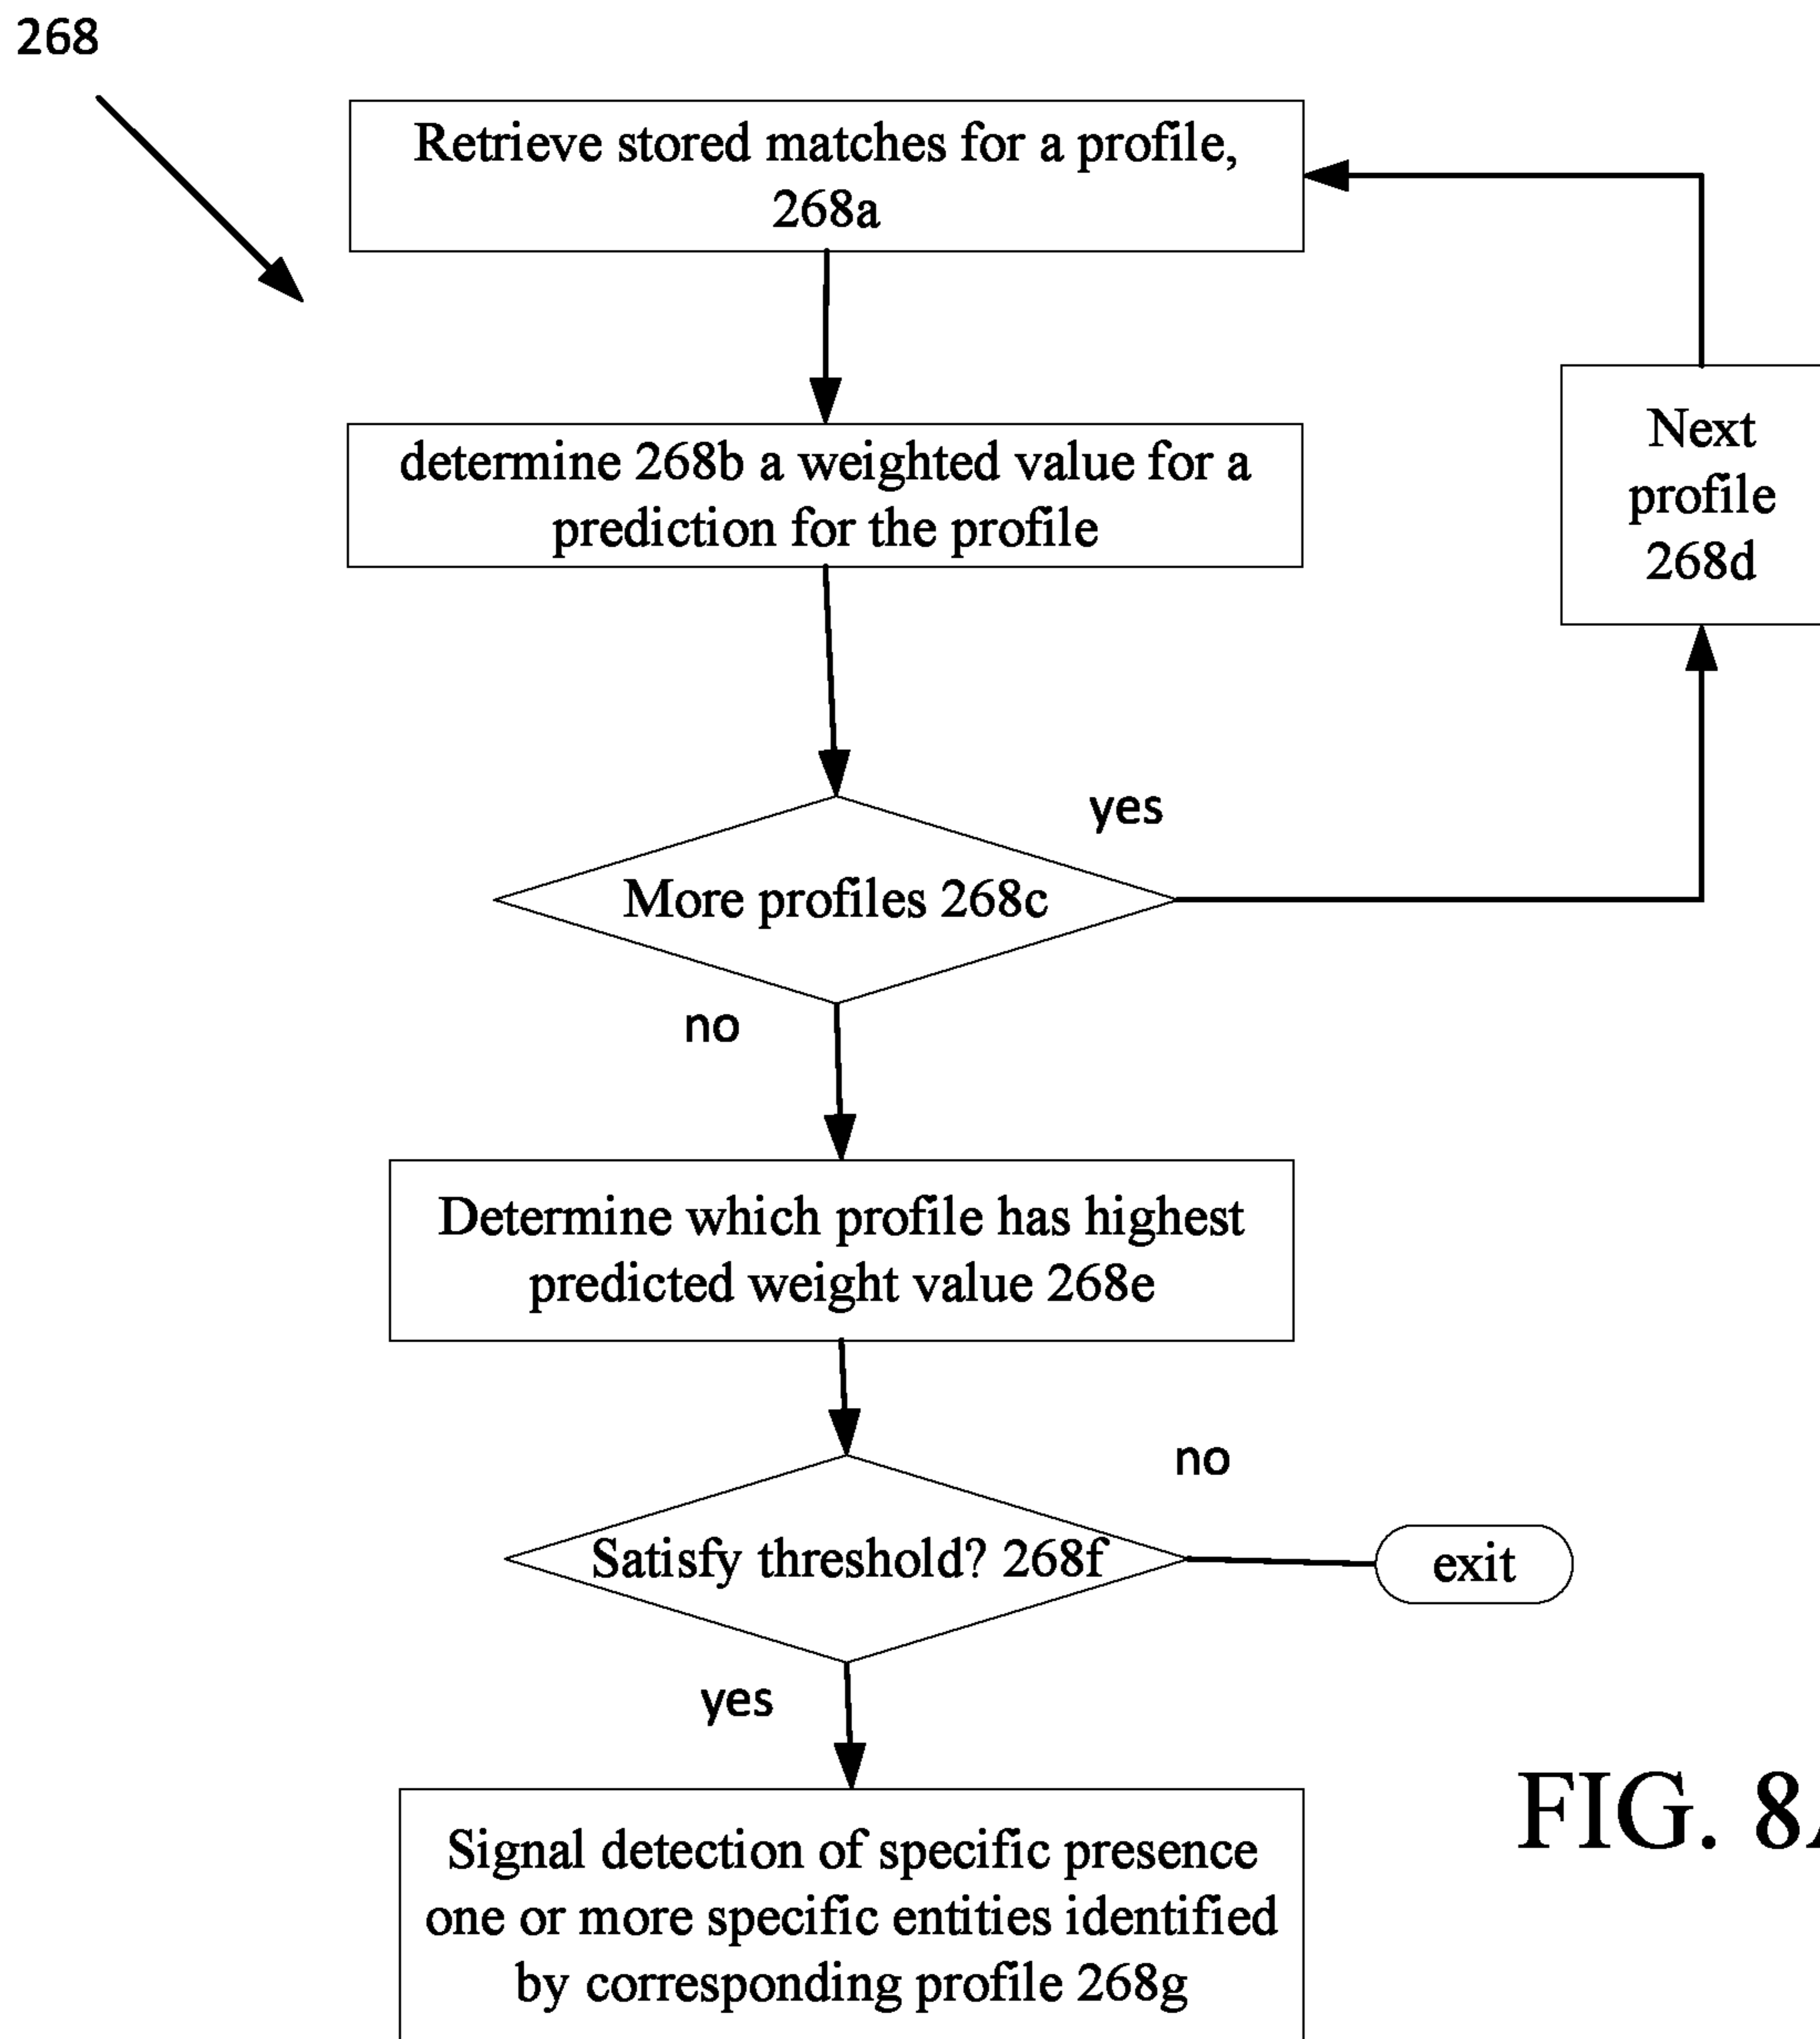 268
Retrieve stored matches for a profile,
268a
determine 268b a weighted value for a
prediction for the profile
Next
profile
268d
yes
More profiles 268c
no
Determine which profile has highest
predicted weight value 268e
no
Satisfy threshold? 268f
exit
yes
Signal detection of specific presence
one or more specific entities identified
by corresponding profile 268g
FIG. 8A